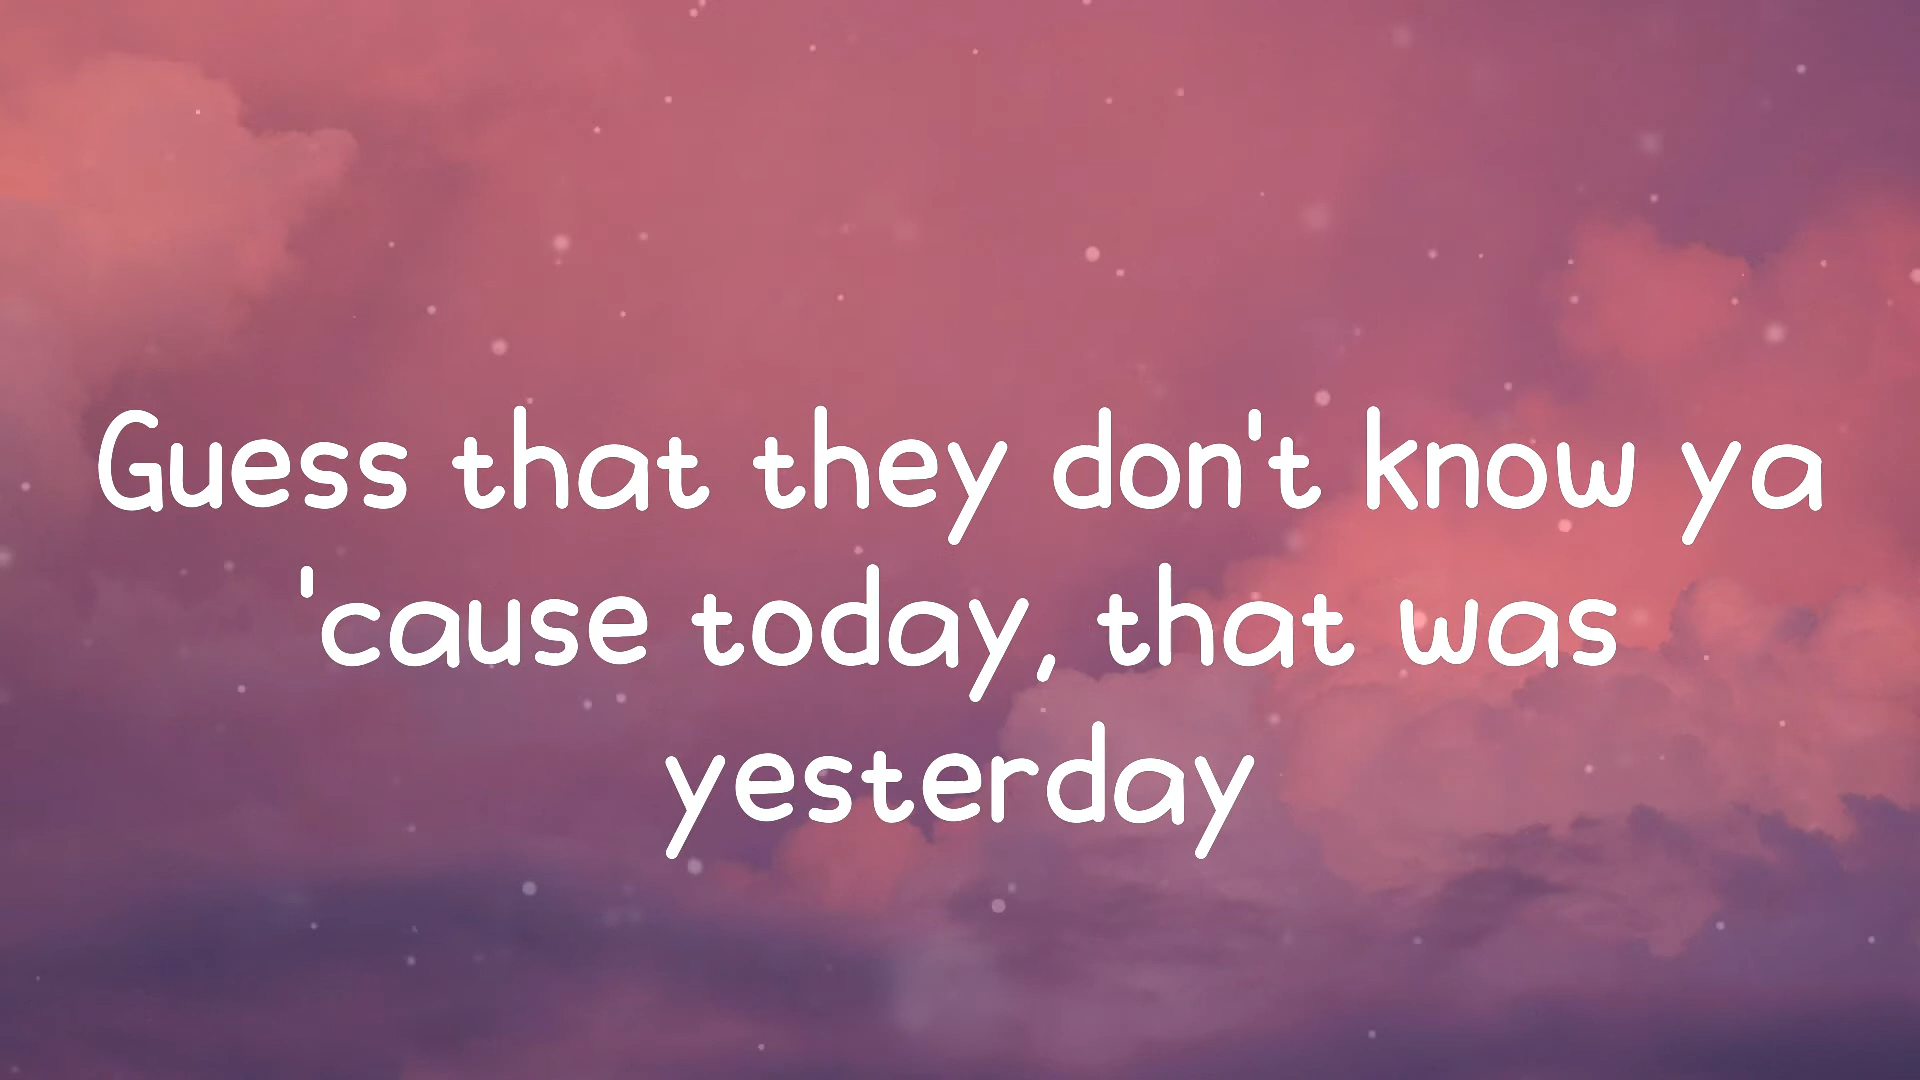 Guess that they don't know ya
'cause today, that was
yesterday